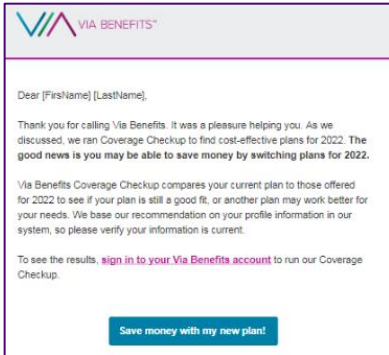 VIA BENEFITS™
Dear [FirsName] [LastName],
Thank you for calling Via Benefits. It was a pleasure helping you. As we
discussed, we ran Coverage Checkup to find cost-effective plans for 2022. The
good news is you may be able to save money by switching plans for 2022.
Via Benefits Coverage Checkup compares your current plan to those offered
for 2022 to see if your plan is still a good fit, or another plan may work better for
your needs. We base our recommendation on your profile information in our
system, so please verify your information is current.
To see the results, sign in to your Via Benefits account to run our Coverage
Checkup.
Save money with my new plan!